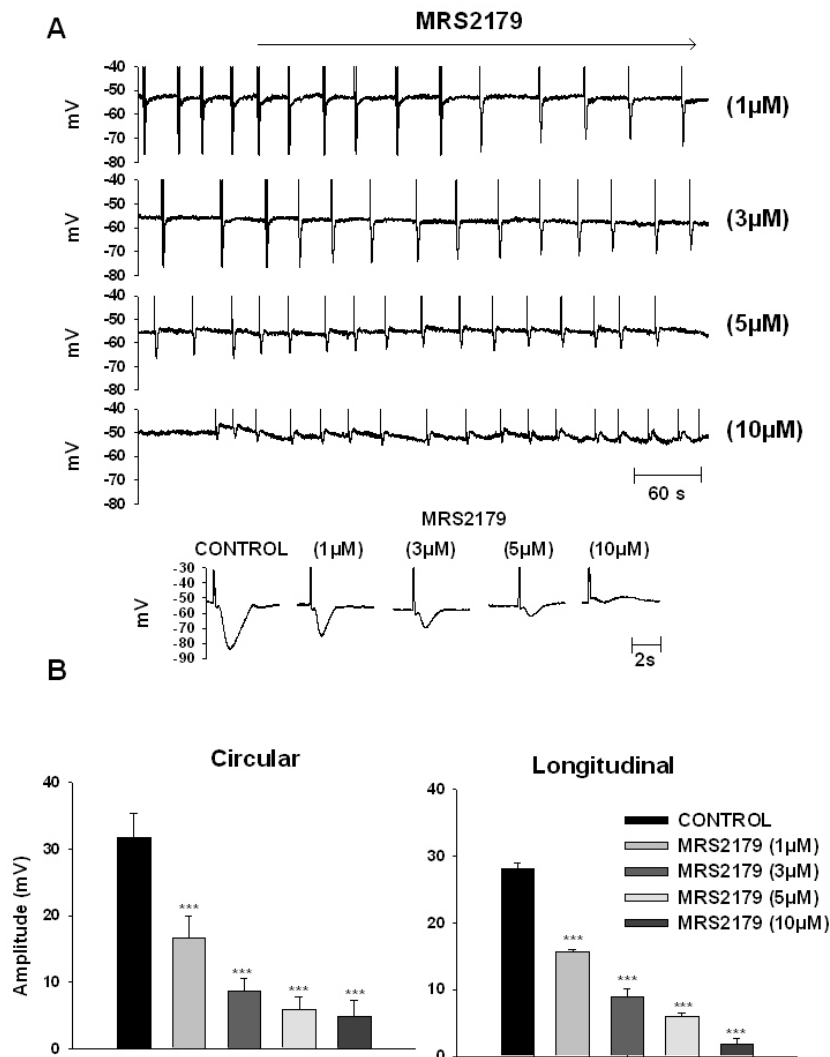 A
MRS2179
-40
-50
-60
-70
-80
mV
(1µM)
-40
-50
-60
-70
-80
mV
(3µM)
-40
-50
-60
-70
-80
-90
mV
(5µM)
-40
-50
-60
-70
-80
mV
(10µM)
60 s
MRS2179
CONTROL (1µM) (3µM) (5µM) (10µM)
-30
-40
-50
-60
-70
-80
-90
mV
2s
B
Circular
40
30
20
10
0
Amplitude (mV)
***
***
***
***
Longitudinal
40
30
20
10
0
***
***
***
***
CONTROL
MRS2179 (1µM)
MRS2179 (3µM)
MRS2179 (5µM)
MRS2179 (10µM)